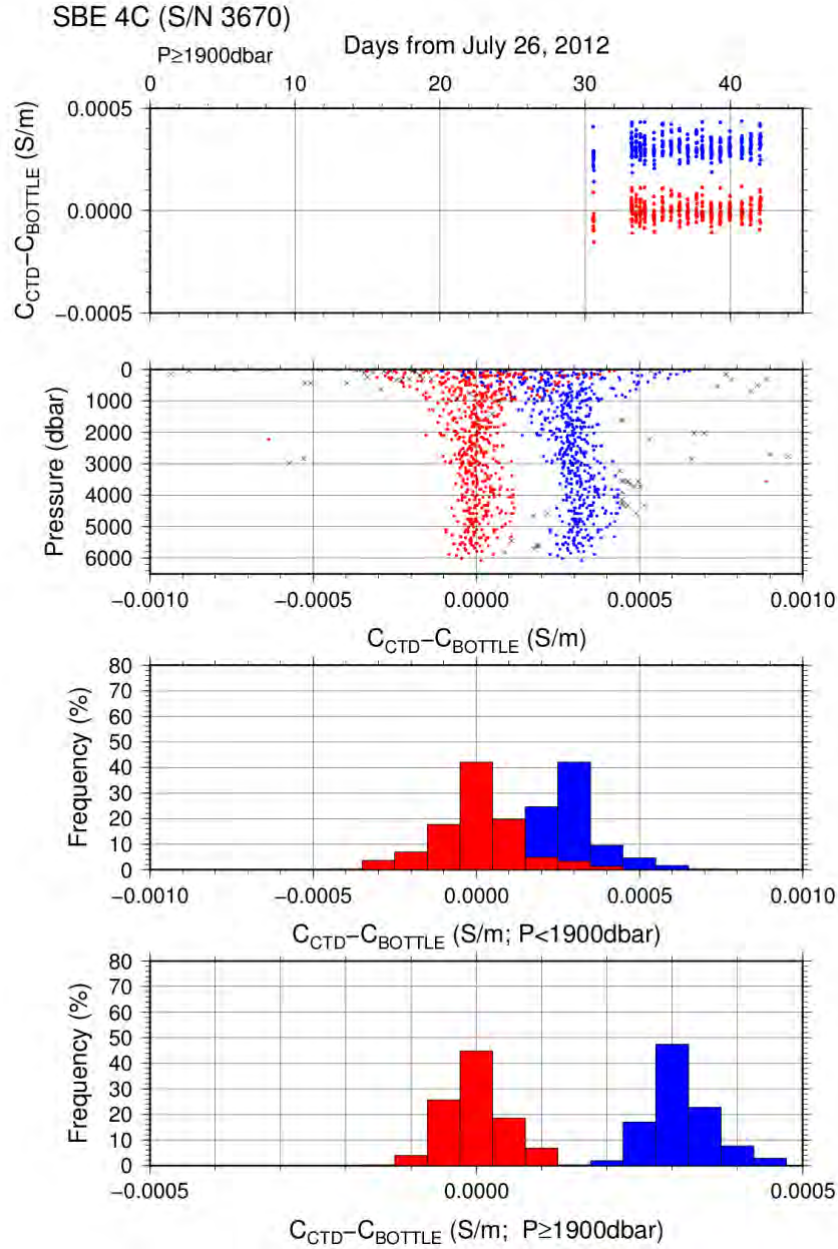 SBE 4C (S/N 3670)
P≥1900dbar
Days from July 26, 2012
0 10 20 30 40
0.0005
0.0000
−0.0005
C_CTD−C_BOTTLE (S/m)
0
1000
2000
3000
4000
5000
6000
Pressure (dbar)
−0.0010 −0.0005 0.0000 0.0005 0.0010
C_CTD−C_BOTTLE (S/m)
80
70
60
50
40
30
20
10
0
Frequency (%)
−0.0010 −0.0005 0.0000 0.0005 0.0010
C_CTD−C_BOTTLE (S/m; P<1900dbar)
80
70
60
50
40
30
20
10
0
Frequency (%)
−0.0005 0.0000 0.0005
C_CTD−C_BOTTLE (S/m; P≥1900dbar)